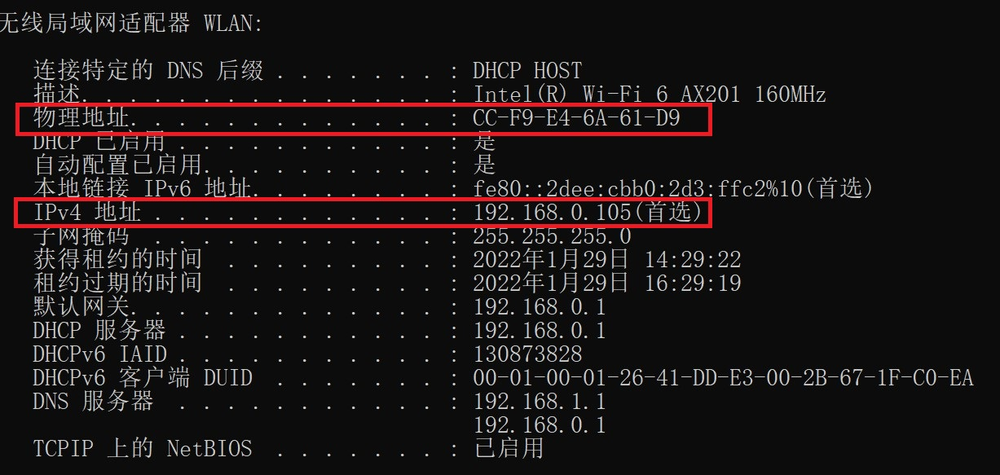 无线局域网适配器 WLAN:
连接特定的 DNS 后缀 . . . . . . . : DHCP HOST
描述. . . . . . . . . . . . . . . : Intel(R) Wi-Fi 6 AX201 160MHz
物理地址. . . . . . . . . . . . . : CC-F9-E4-6A-61-D9
DHCP 已启用 . . . . . . . . . . . : 是
自动配置已启用. . . . . . . . . . : 是
本地链接 IPv6 地址. . . . . . . . : fe80::2dee:cbb0:2d3:ffc2%10(首选)
IPv4 地址 . . . . . . . . . . . . : 192.168.0.105(首选)
子网掩码  . . . . . . . . . . . . : 255.255.255.0
获得租约的时间  . . . . . . . . . : 2022年1月29日 14:29:22
租约过期的时间  . . . . . . . . . : 2022年1月29日 16:29:19
默认网关. . . . . . . . . . . . . : 192.168.0.1
DHCP 服务器 . . . . . . . . . . . : 192.168.0.1
DHCPv6 IAID . . . . . . . . . . . : 130873828
DHCPv6 客户端 DUID  . . . . . . . : 00-01-00-01-26-41-DD-E3-00-2B-67-1F-C0-EA
DNS 服务器  . . . . . . . . . . . : 192.168.1.1
192.168.0.1
TCPIP 上的 NetBIOS  . . . . . . . : 已启用